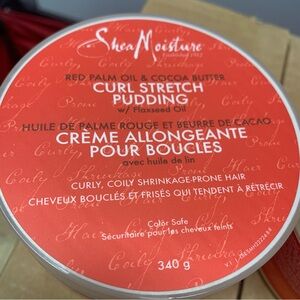 SheaMoisture
RED PALM OIL & COCOA BUTTER
CURL STRETCH
PUDDING
w/ Flaxseed Oil
HUILE DE PALME ROUGE ET BEURRE DE CACAO
CRÈME ALLONGEANTE
POUR BOUCLES
avec huile de lin
CURLY, COILY SHRINKAGE-PRONE HAIR
CHEVEUX BOUCLÉS ET FRISÉS QUI TENDENT À RÉTRÉCIR
Color Safe
Sécuritaire pour les cheveux teints
340 g